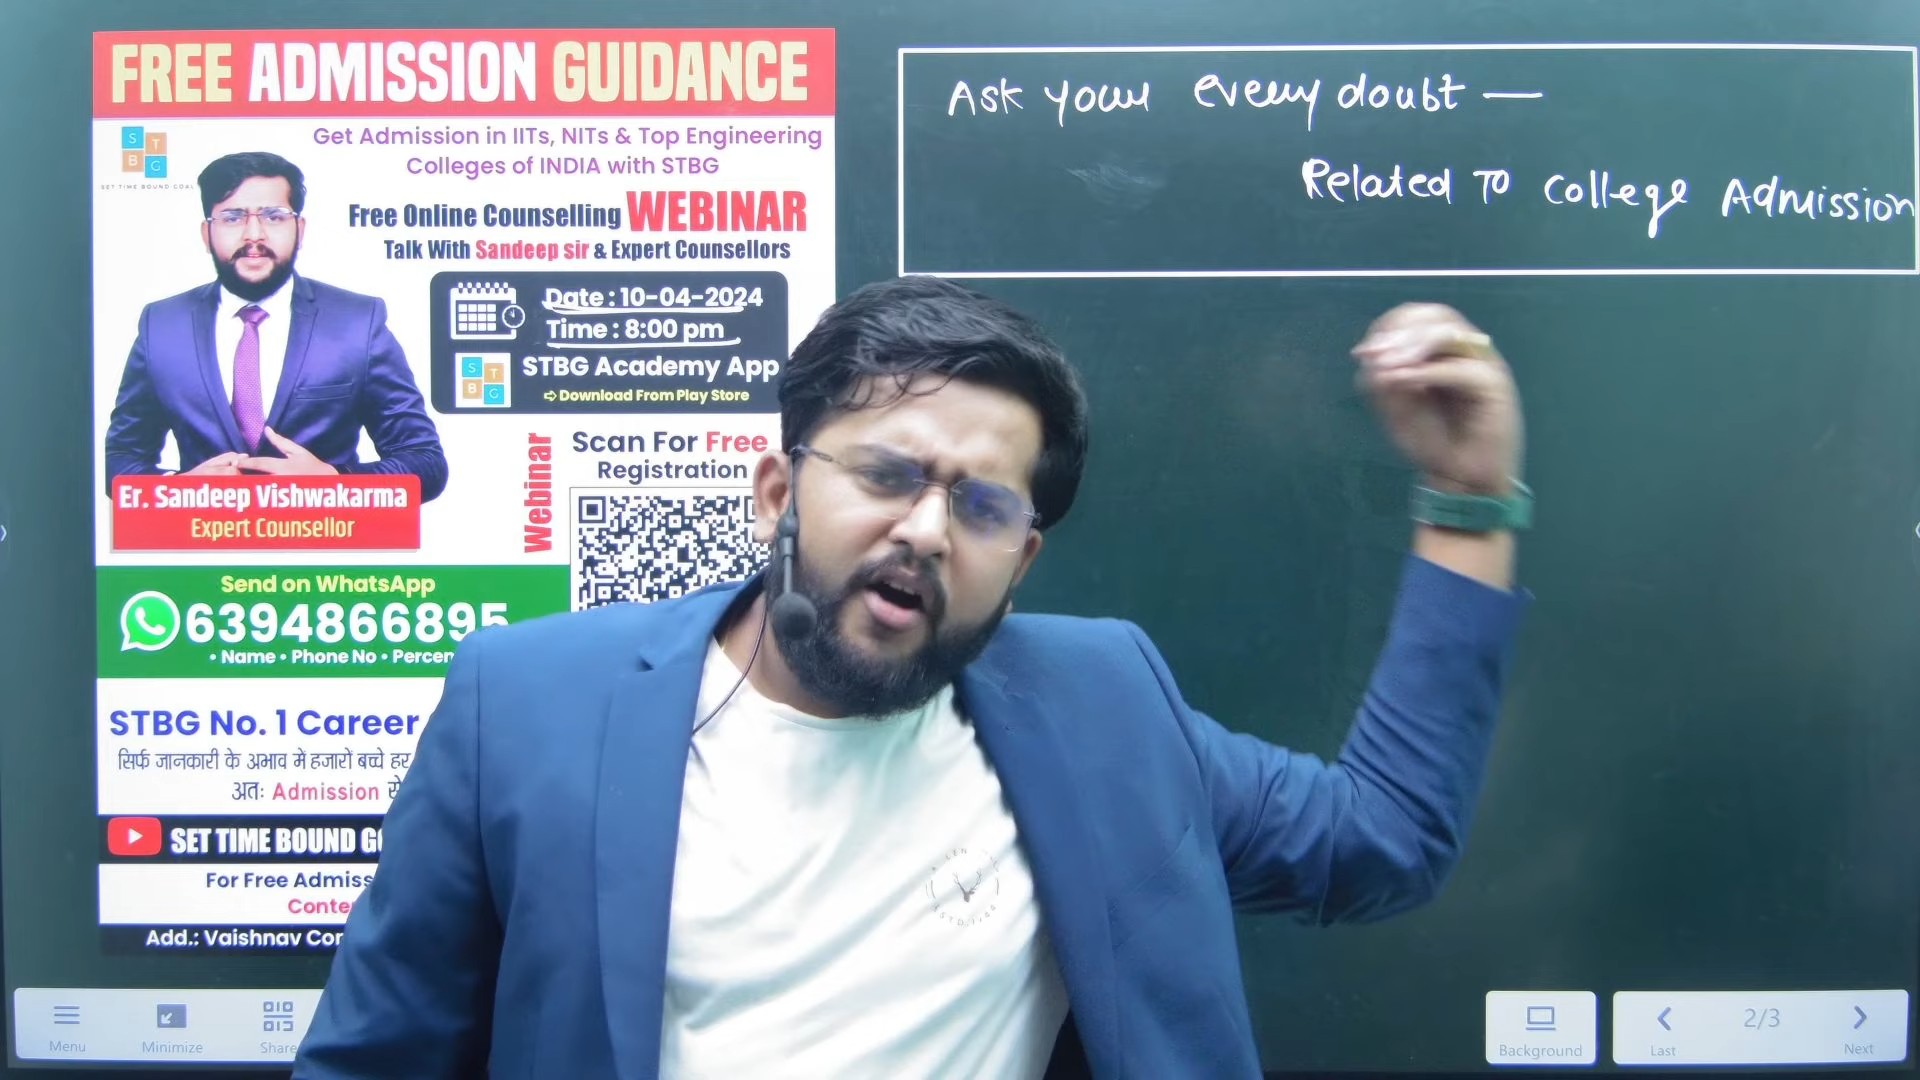 FREE ADMISSION GUIDANCE
S T
B G
SET TIME BOUND GOAL
Get Admission in IITs, NITs & Top Engineering
Colleges of INDIA with STBG
Free Online Counselling WEBINAR
Talk With Sandeep sir & Expert Counsellors
Date : 10-04-2024
Time : 8:00 pm
S T
B G
STBG Academy App
Download From Play Store
Webinar
Scan For Free
Registration
Er. Sandeep Vishwakarma
Expert Counsellor
Send on WhatsApp
6394866895
• Name • Phone No • Percen
STBG No. 1 Career
सिर्फ जानकारी के अभाव में हजारों बच्चे हर
अतः Admission से
SET TIME BOUND GO
For Free Admiss
Conte
Add.: Vaishnav Cor
Ask your every doubt —
Related To College Admission
Menu
Minimize
Share
Background
Last
2/3
Next